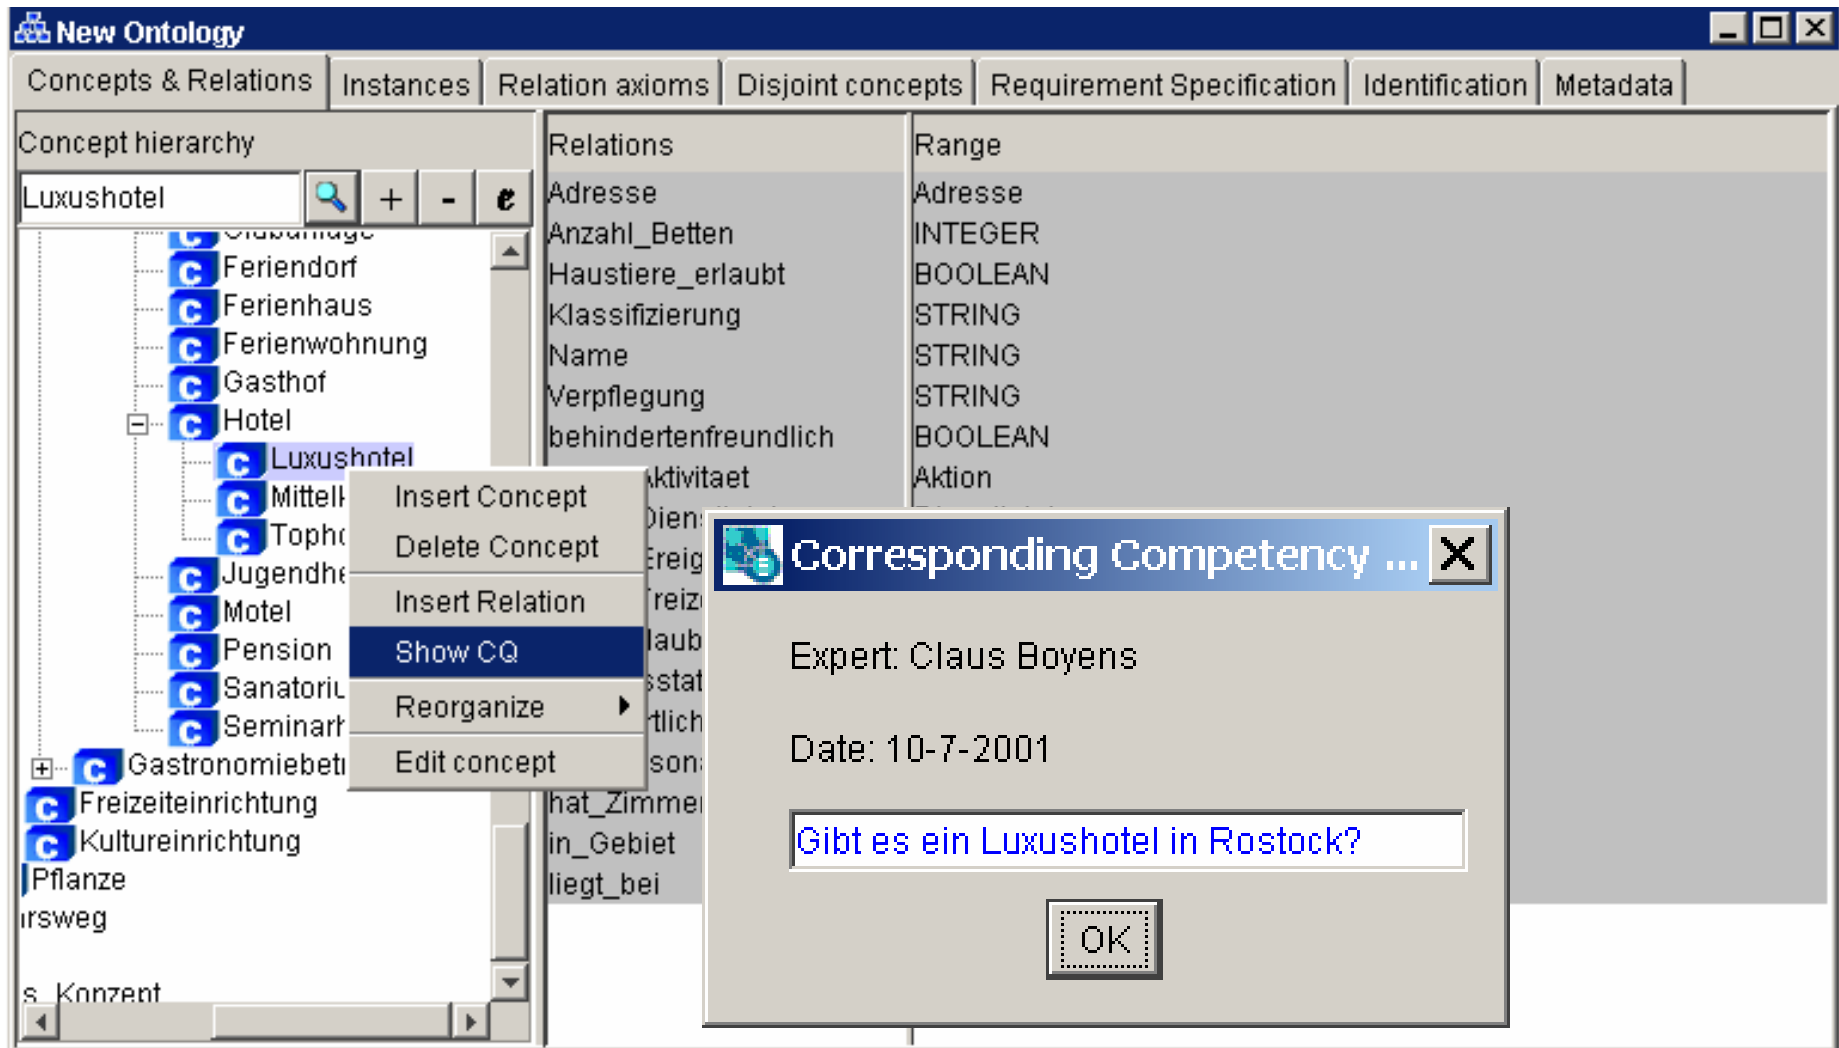 New Ontology
Concepts & Relations Instances Relation axioms Disjoint concepts Requirement Specification Identification Metadata
Concept hierarchy
Luxushotel + - e
Feriendorf
Ferienhaus
Ferienwohnung
Gasthof
Hotel
Luxushotel
Motel
Pension
Freizeiteinrichtung
Kultureinrichtung
Pflanze
Insert Concept
Delete Concept
Insert Relation
Show CQ
Reorganize
Edit concept
Relations Range
Adresse Adresse
Anzahl_Betten INTEGER
Haustiere_erlaubt BOOLEAN
Klassifizierung STRING
Name STRING
Verpflegung STRING
behindertenfreundlich BOOLEAN
Aktion
in_Gebiet
liegt_bei
Corresponding Competency ...
Expert: Claus Boyens
Date: 10-7-2001
Gibt es ein Luxushotel in Rostock?
OK